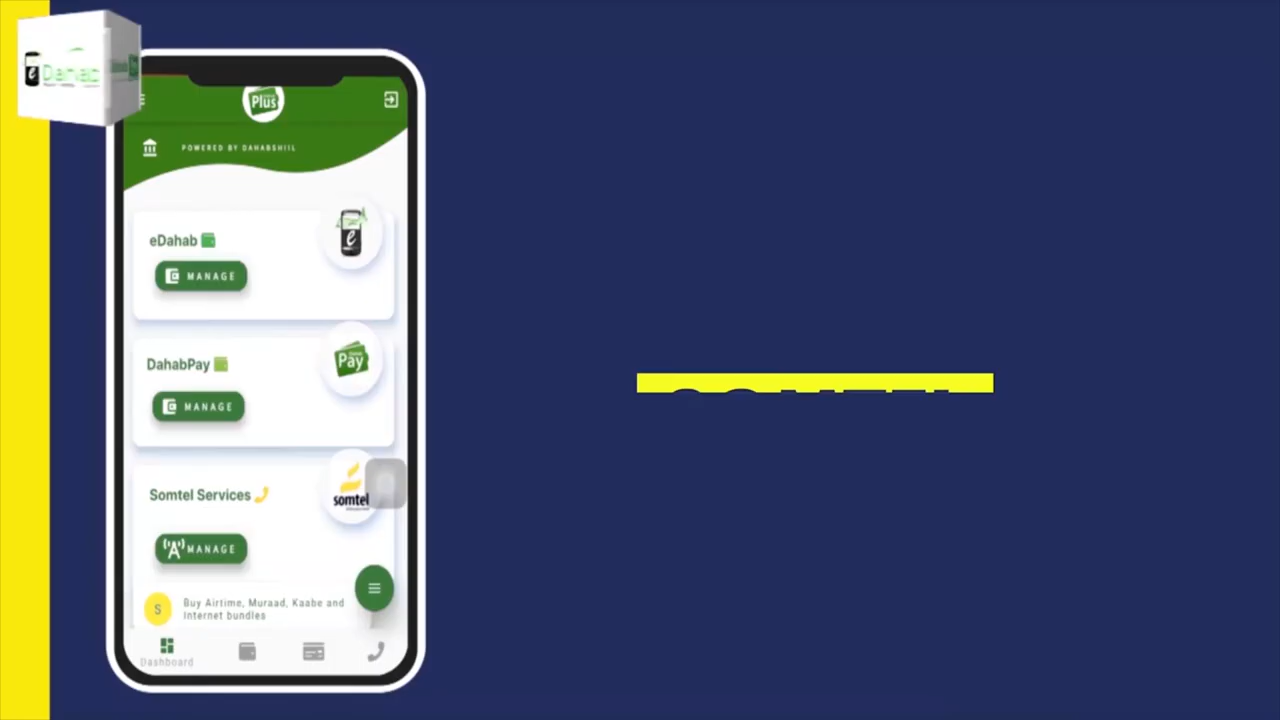 e Dahab
Plus
POWERED BY DAHABSHIIL
eDahab
e
MANAGE
DahabPay
Pay
MANAGE
Somtel Services
somtel
MANAGE
S
Buy Airtime, Muraad, Kaabe and
Internet bundles
Dashboard